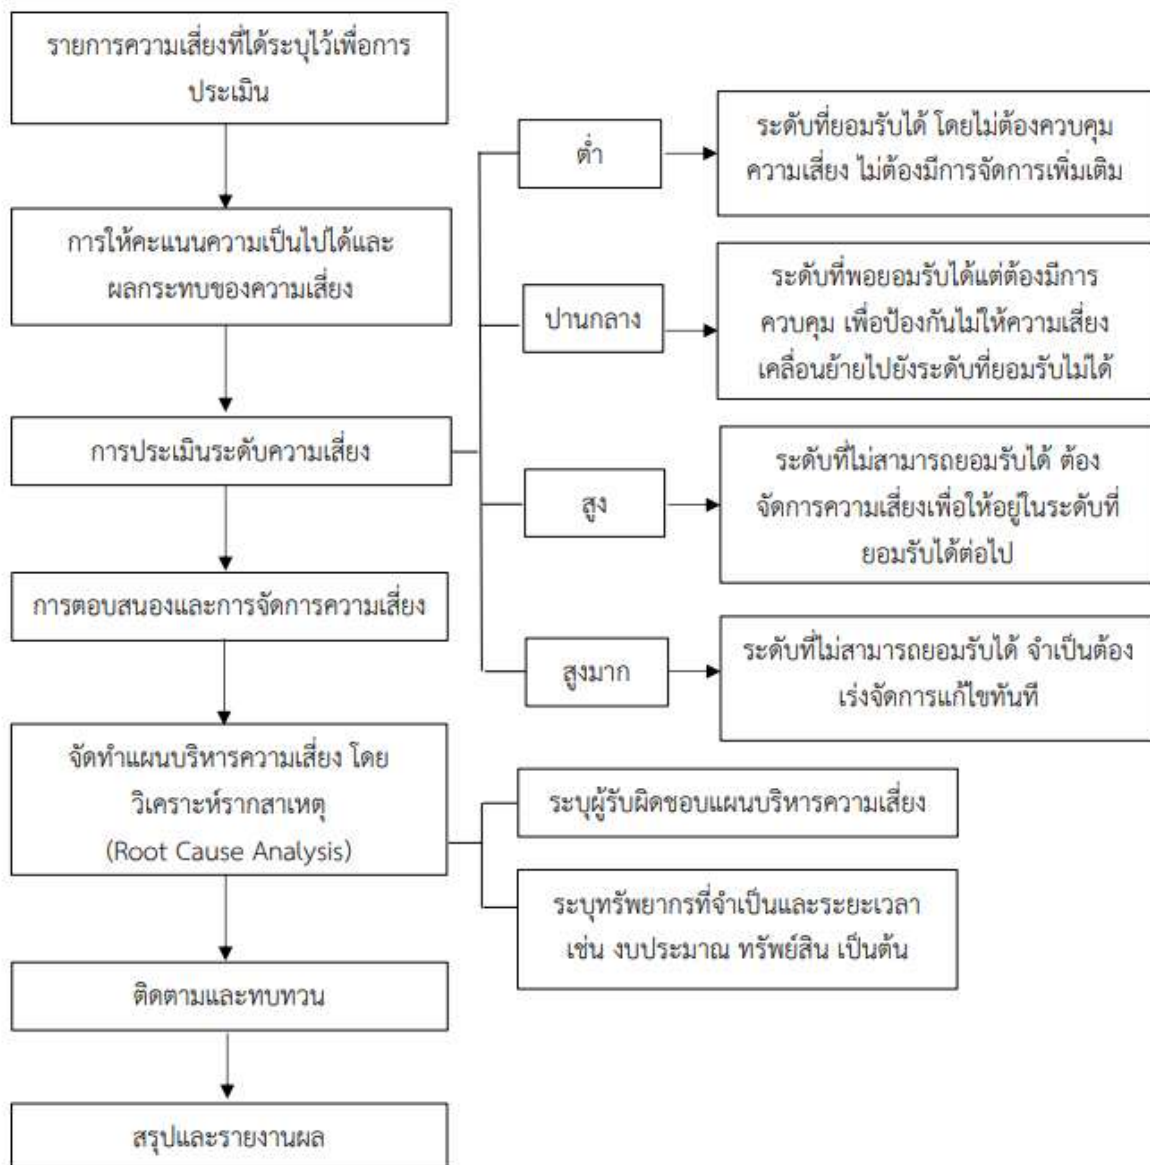 รายการความเสี่ยงที่ได้ระบุไว้เพื่อการ
ประเมิน
การให้คะแนนความเป็นไปได้และ
ผลกระทบของความเสี่ยง
การประเมินระดับความเสี่ยง
ต่ำ
ระดับที่ยอมรับได้ โดยไม่ต้องควบคุม
ความเสี่ยง ไม่ต้องมีการจัดการเพิ่มเติม
ปานกลาง
ระดับที่พอยอมรับได้แต่ต้องมีการ
ควบคุม เพื่อป้องกันไม่ให้ความเสี่ยง
เคลื่อนย้ายไปยังระดับที่ยอมรับไม่ได้
สูง
ระดับที่ไม่สามารถยอมรับได้ ต้อง
จัดการความเสี่ยงเพื่อให้อยู่ในระดับที่
ยอมรับได้ต่อไป
สูงมาก
ระดับที่ไม่สามารถยอมรับได้ จำเป็นต้อง
เร่งจัดการแก้ไขทันที
การตอบสนองและการจัดการความเสี่ยง
จัดทำแผนบริหารความเสี่ยง โดย
วิเคราะห์รากสาเหตุ
(Root Cause Analysis)
ระบุผู้รับผิดชอบแผนบริหารความเสี่ยง
ระบุทรัพยากรที่จำเป็นและระยะเวลา
เช่น งบประมาณ ทรัพย์สิน เป็นต้น
ติดตามและทบทวน
สรุปและรายงานผล